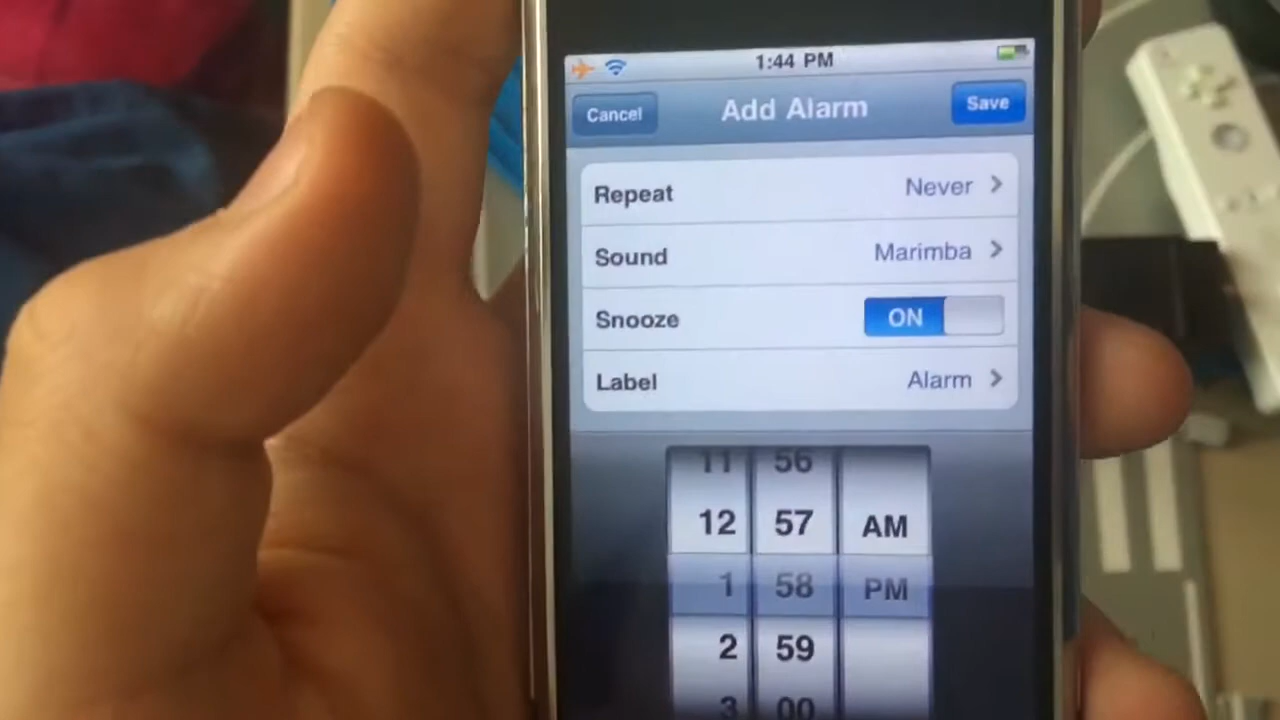 1:44 PM
Cancel Add Alarm Save
Repeat Never
Sound Marimba
Snooze ON
Label Alarm
11 56
12 57 AM
1 58 PM
2 59
3 00